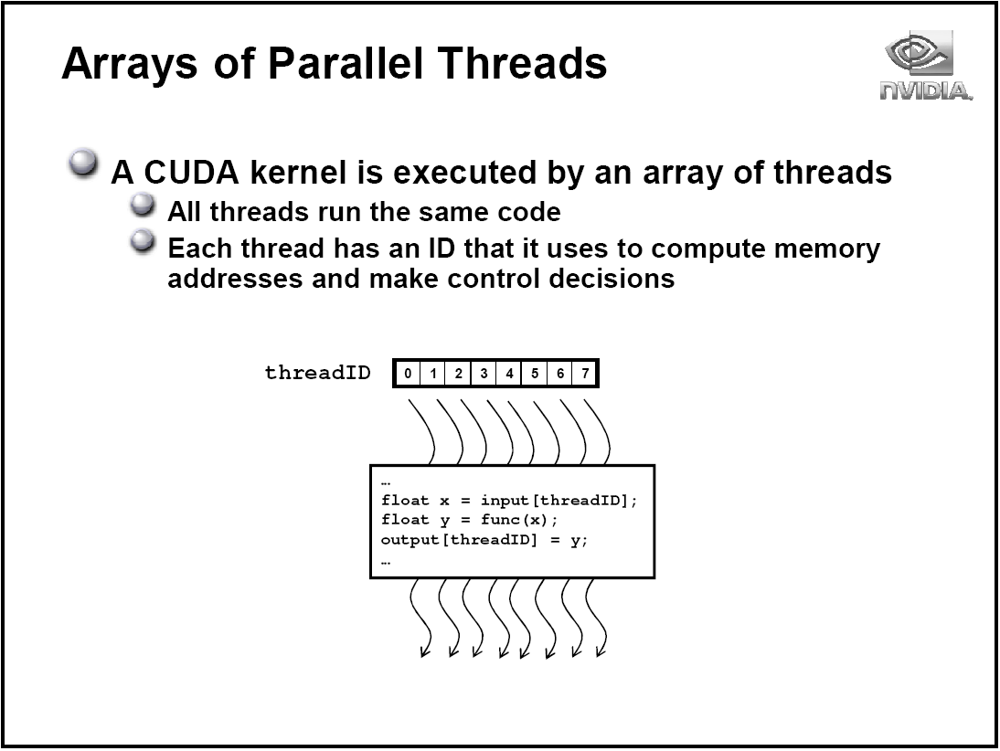 Arrays of Parallel Threads
nVIDIA.
A CUDA kernel is executed by an array of threads
All threads run the same code
Each thread has an ID that it uses to compute memory
addresses and make control decisions
threadID 0 1 2 3 4 5 6 7
…
float x = input[threadID];
float y = func(x);
output[threadID] = y;
…